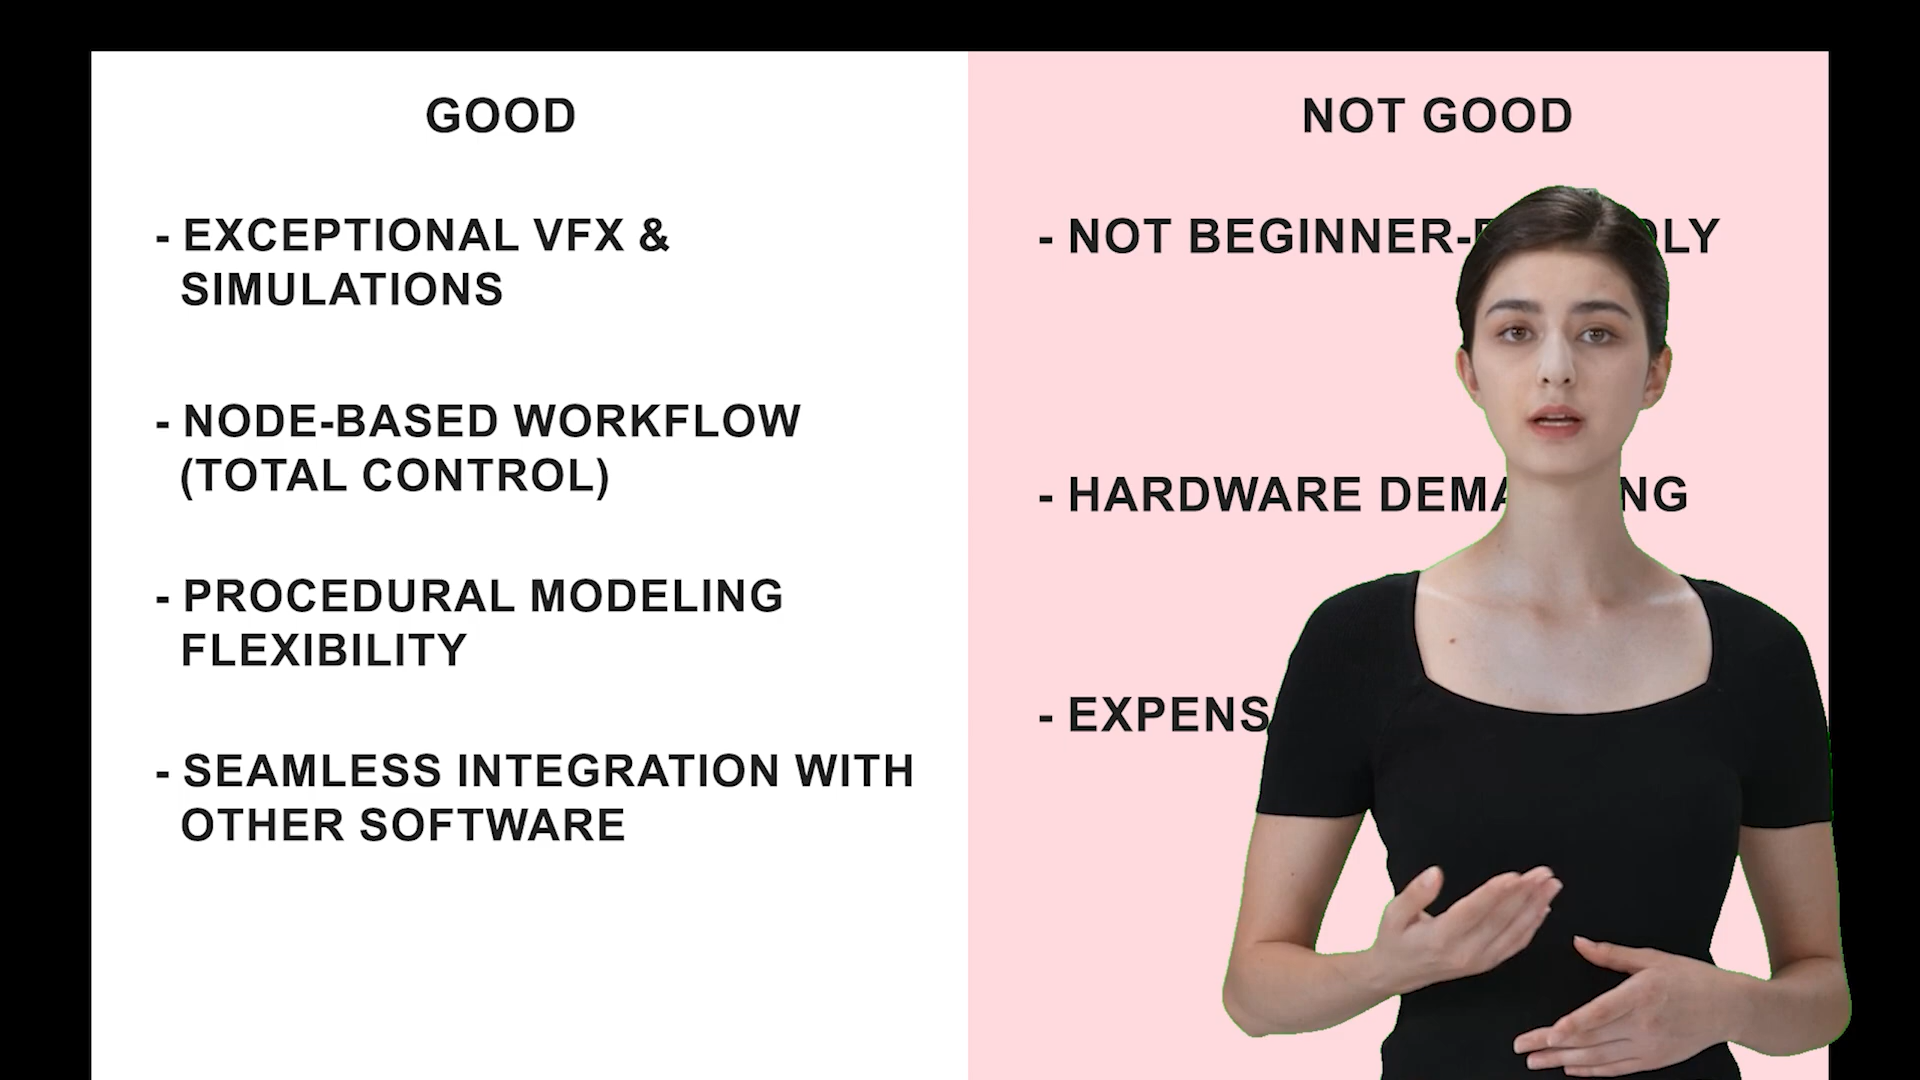 GOOD
- EXCEPTIONAL VFX &
SIMULATIONS
- NODE-BASED WORKFLOW
(TOTAL CONTROL)
- PROCEDURAL MODELING
FLEXIBILITY
- SEAMLESS INTEGRATION WITH
OTHER SOFTWARE
NOT GOOD
- NOT
- HARDWARE